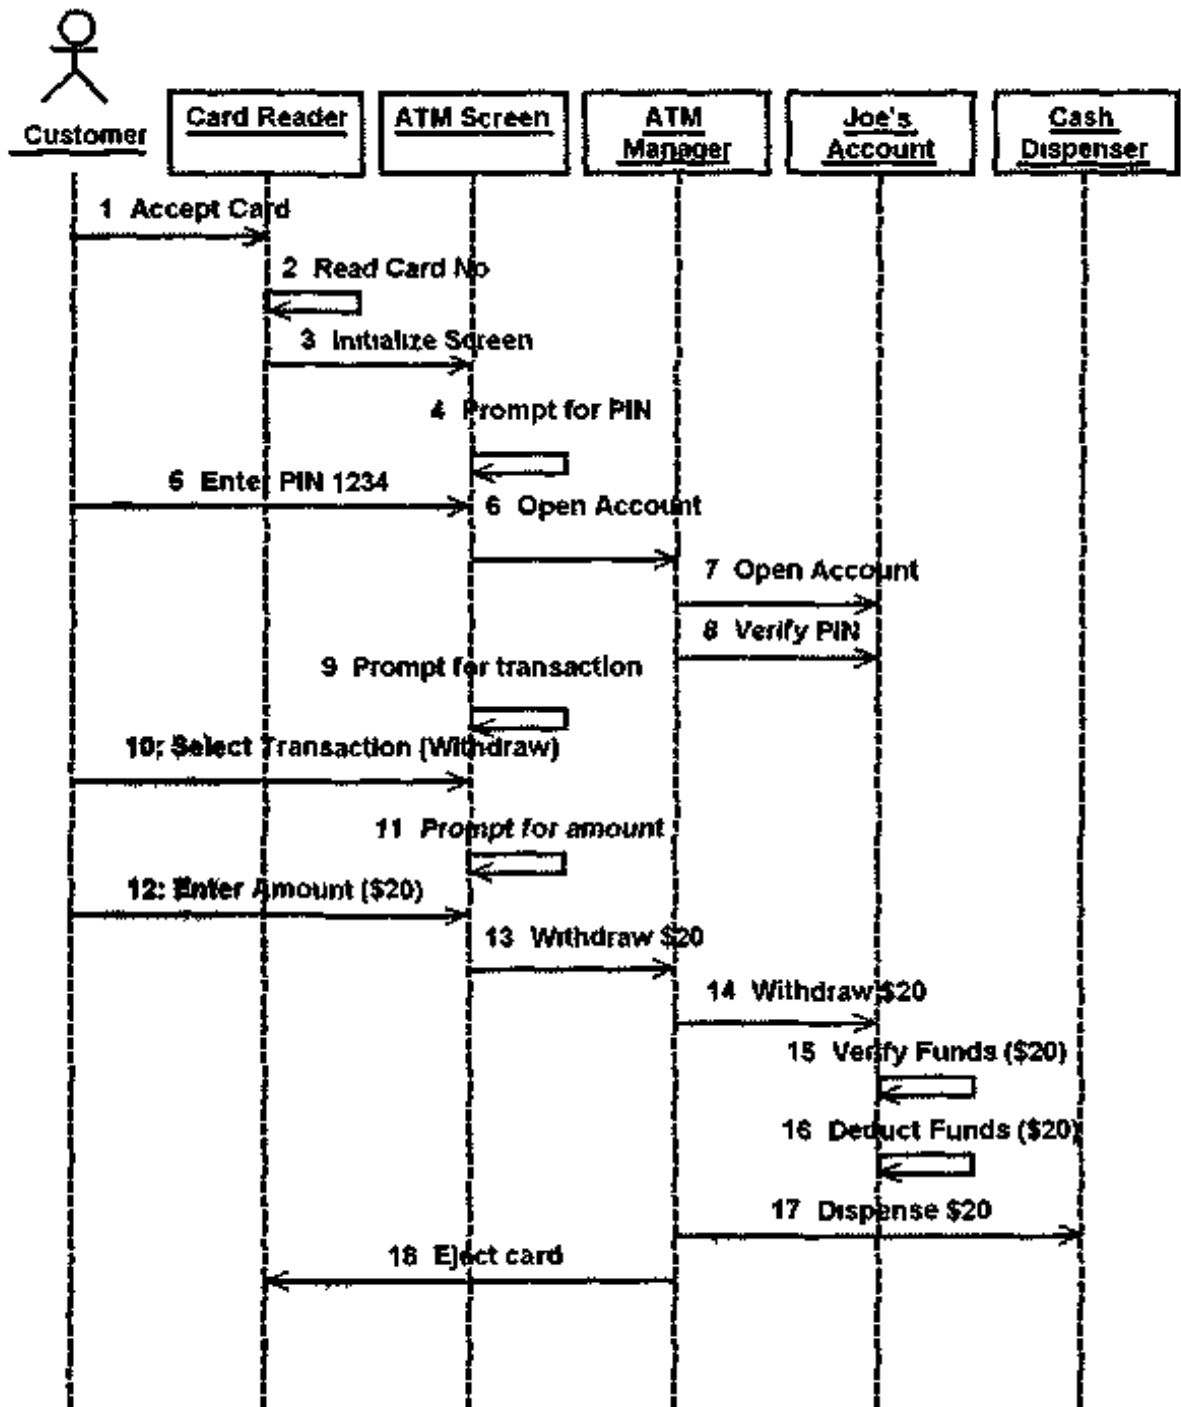 Customer
Card Reader
ATM Screen
ATM
Manager
Joe's
Account
Cash
Dispenser
1 Accept Card
2 Read Card No
3 Initialize Screen
4 Prompt for PIN
5 Enter PIN 1234
6 Open Account
7 Open Account
8 Verify PIN
9 Prompt for transaction
10: Select Transaction (Withdraw)
11 Prompt for amount
12: Enter Amount ($20)
13 Withdraw $20
14 Withdraw $20
15 Verify Funds ($20)
16 Deduct Funds ($20)
17 Dispense $20
18 Eject card